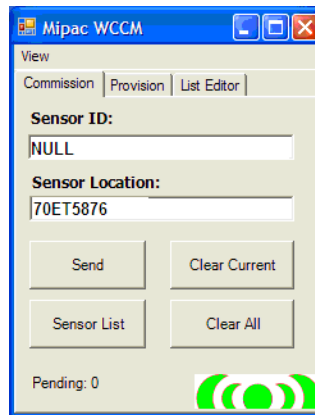 Mipac WCCM
View
Commission Provision List Editor
Sensor ID:
NULL
Sensor Location:
70ET5876
Send Clear Current
Sensor List Clear All
Pending: 0